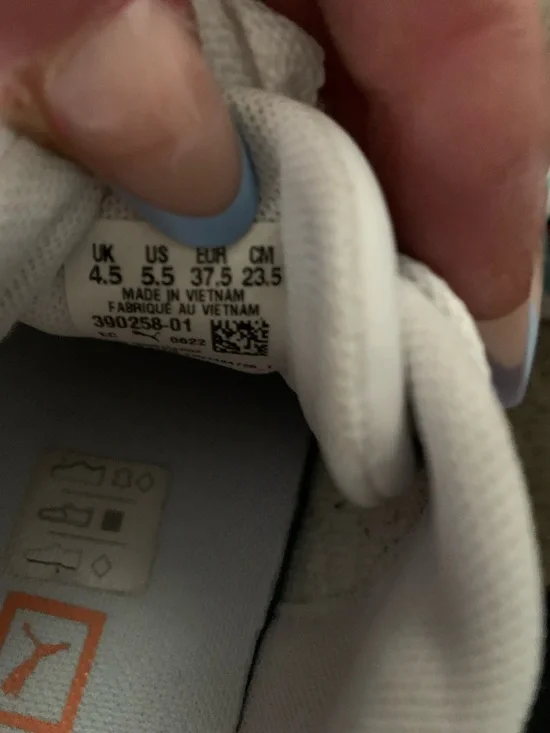 UK US EUR CM
4.5 5.5 37.5 23.5
MADE IN VIETNAM
FABRIQUÉ AU VIETNAM
390258-01
0622